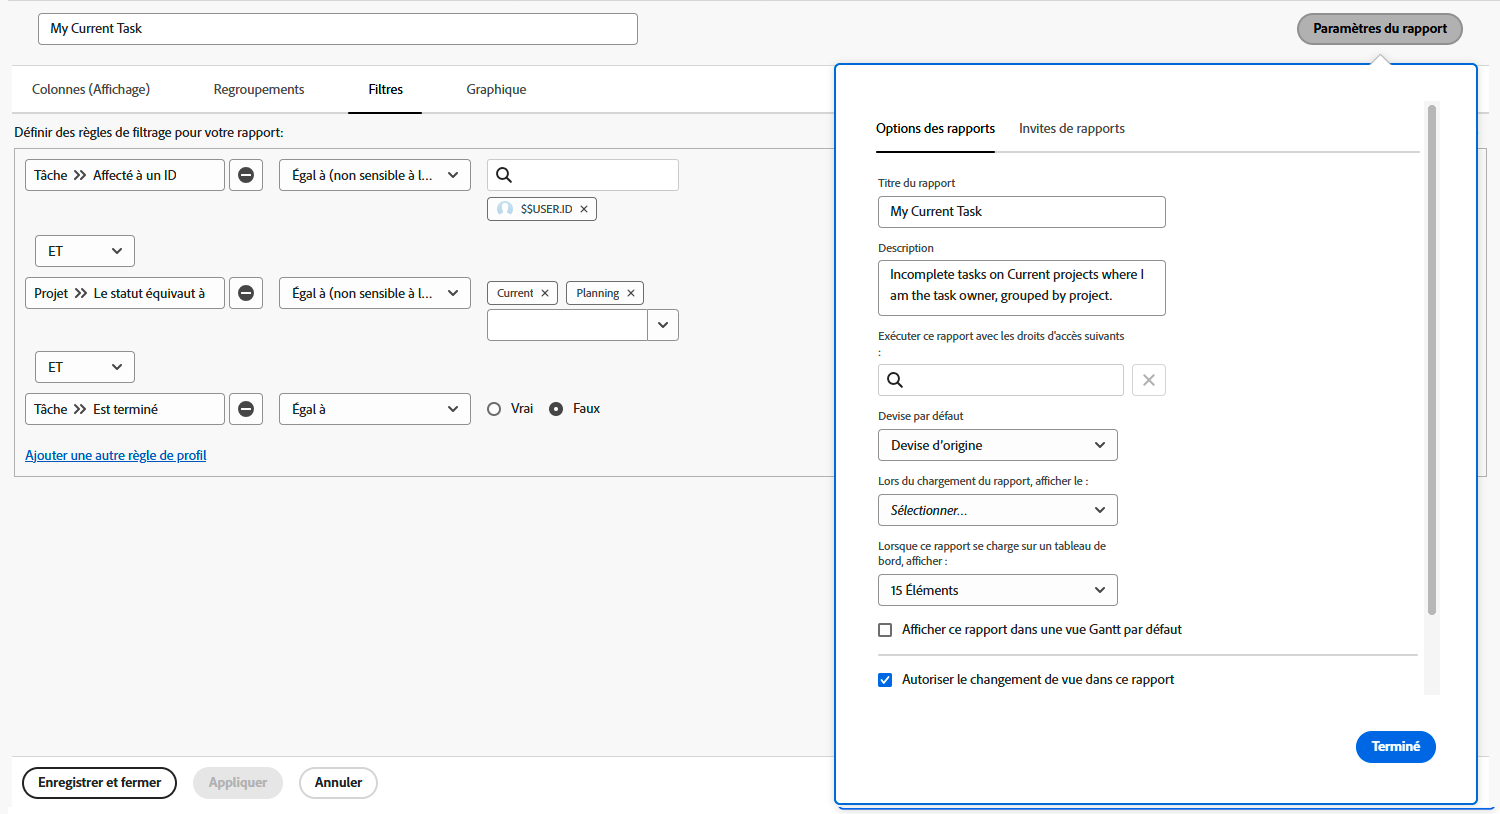 My Current Task
Paramètres du rapport
Colonnes (Affichage)
Regroupements
Filtres
Graphique
Définir des règles de filtrage pour votre rapport:
Tâche >> Affecté à un ID
Égal à (non sensible à l...
$$USER.ID
ET
Projet >> Le statut équivaut à
Égal à (non sensible à l...
Current
Planning
ET
Tâche >> Est terminé
Égal à
Vrai
Faux
Ajouter une autre règle de profil
Enregistrer et fermer
Appliquer
Annuler
Options des rapports
Invites de rapports
Titre du rapport
My Current Task
Description
Incomplete tasks on Current projects where I
am the task owner, grouped by project.
Exécuter ce rapport avec les droits d'accès suivants
:
Devise par défaut
Devise d'origine
Lors du chargement du rapport, afficher le :
Sélectionner...
Lorsque ce rapport se charge sur un tableau de
bord, afficher :
15 Éléments
Afficher ce rapport dans une vue Gantt par défaut
Autoriser le changement de vue dans ce rapport
Terminé